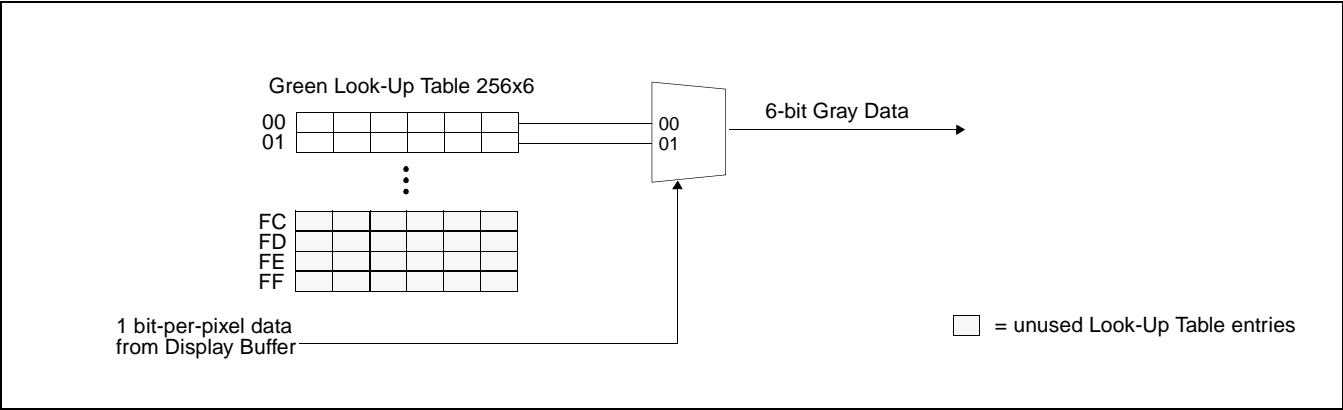 Green Look-Up Table 256x6
00
01
00
01
6-bit Gray Data
FC
FD
FE
FF
1 bit-per-pixel data
from Display Buffer
= unused Look-Up Table entries